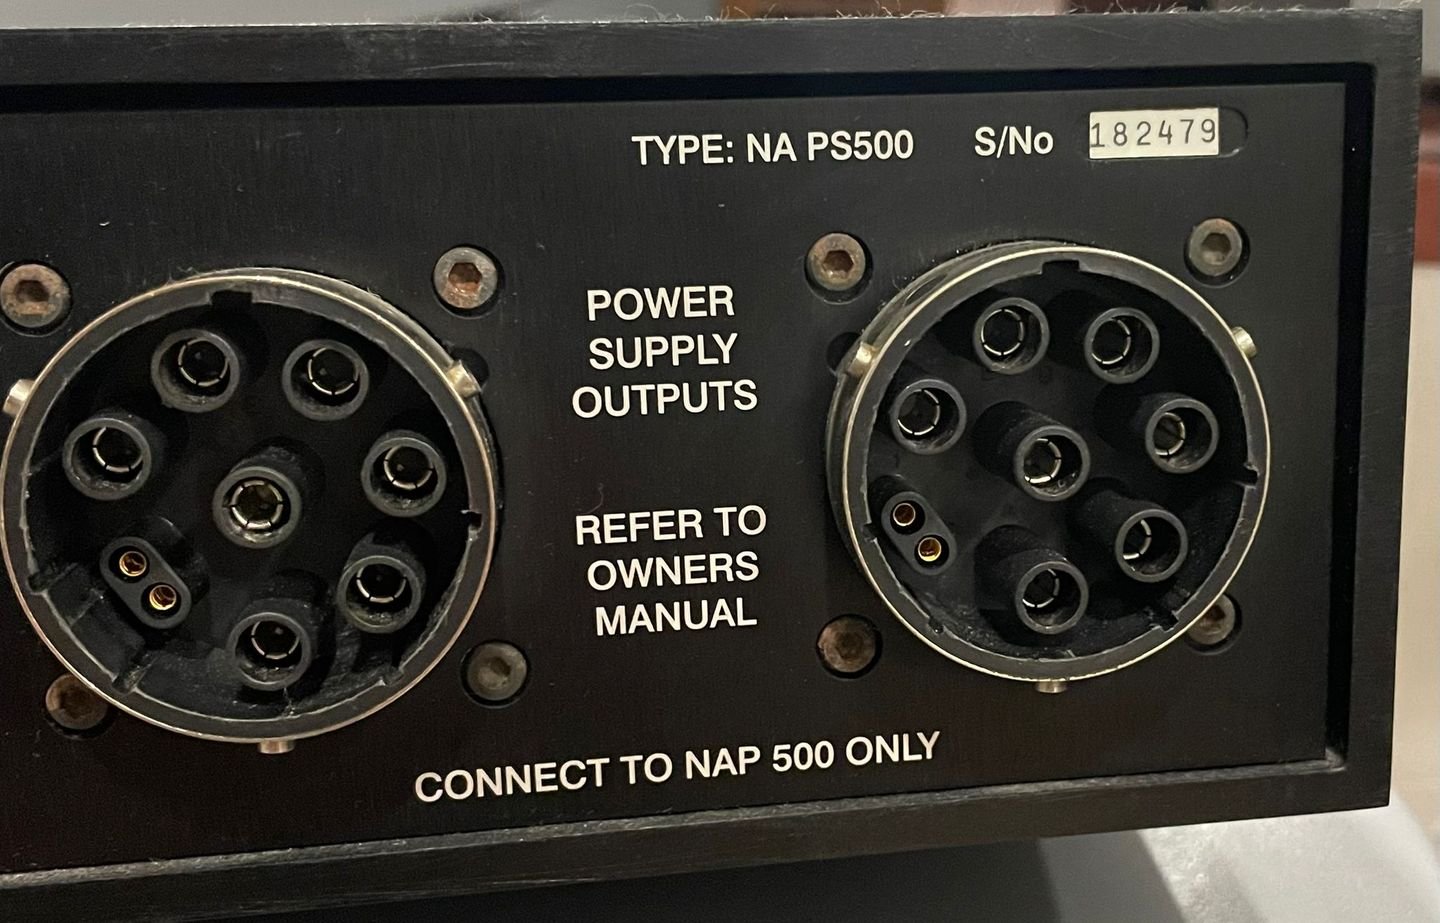 TYPE: NA PS500 S/No 182479
POWER
SUPPLY
OUTPUTS
REFER TO
OWNERS
MANUAL
CONNECT TO NAP 500 ONLY